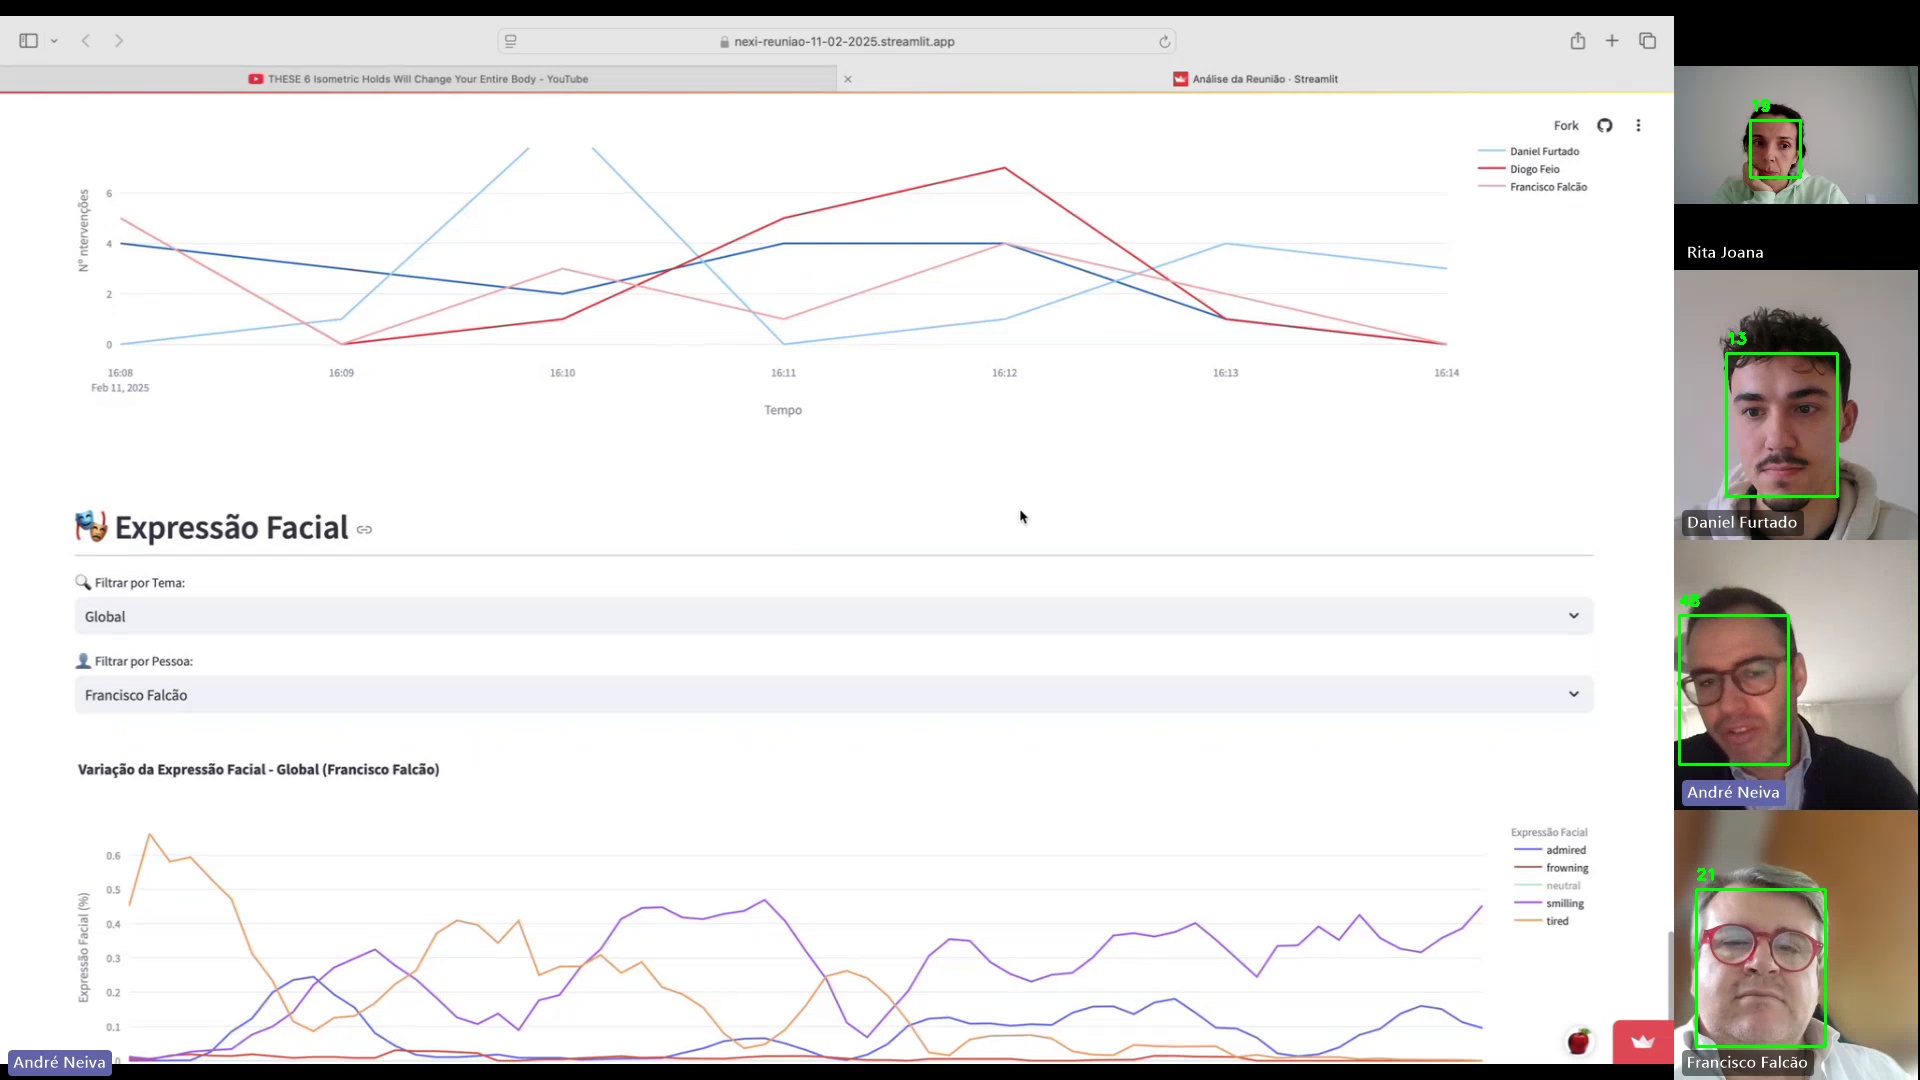 nexi-reuniao-11-02-2025.streamlit.app
THESE 6 Isometric Holds Will Change Your Entire Body - YouTube
Análise da Reunião · Streamlit
Fork
Daniel Furtado
Diogo Feio
Francisco Falcão
Nº ntervenções
6
4
2
0
16:08
16:09
16:10
16:11
16:12
16:13
16:14
Feb 11, 2025
Tempo
Expressão Facial
Filtrar por Tema:
Global
Filtrar por Pessoa:
Francisco Falcão
Variação da Expressão Facial - Global (Francisco Falcão)
Expressão Facial
admired
frowning
neutral
smilling
tired
Expressão Facial (%)
0.6
0.5
0.4
0.3
0.2
0.1
0
André Neiva
19
Rita Joana
13
Daniel Furtado
André Neiva
21
Francisco Falcão